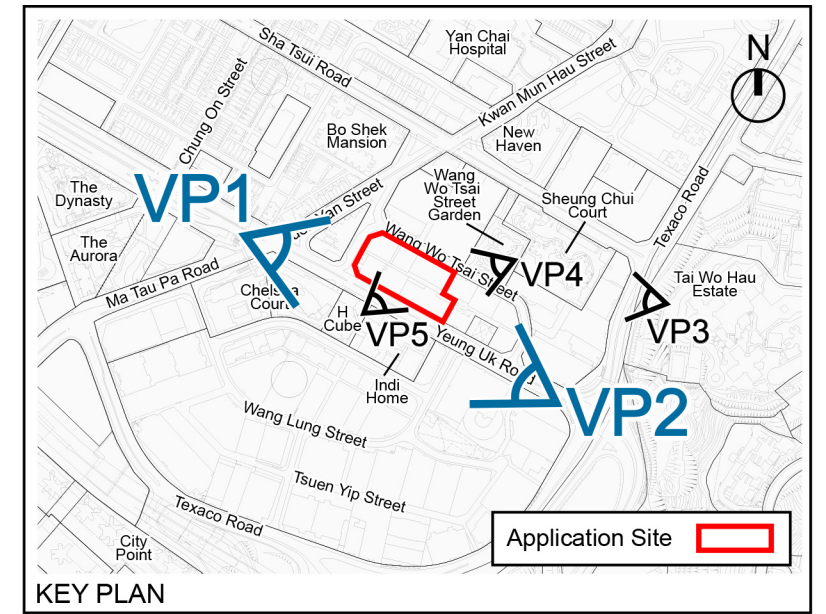 Yan Chai
Hospital
N
Sha Tsui Road
Kwan Mun Hau Street
Chung On Street
Bo Shek
Mansion
New
Haven
The
Dynasty
VP1
Wang
Wo Tsai
Street
Garden
Sheung Chui
Court
Texaco Road
The
Aurora
Wang Wo Tsai Street
VP4
Tai Wo Hau
Estate
Ma Tau Pa Road
Chelsea
Court
H
Cube
VP5
VP3
Yeung Uk Road
Indi
Home
VP2
Wang Lung Street
Tsuen Yip Street
Texaco Road
City
Point
Application Site
KEY PLAN